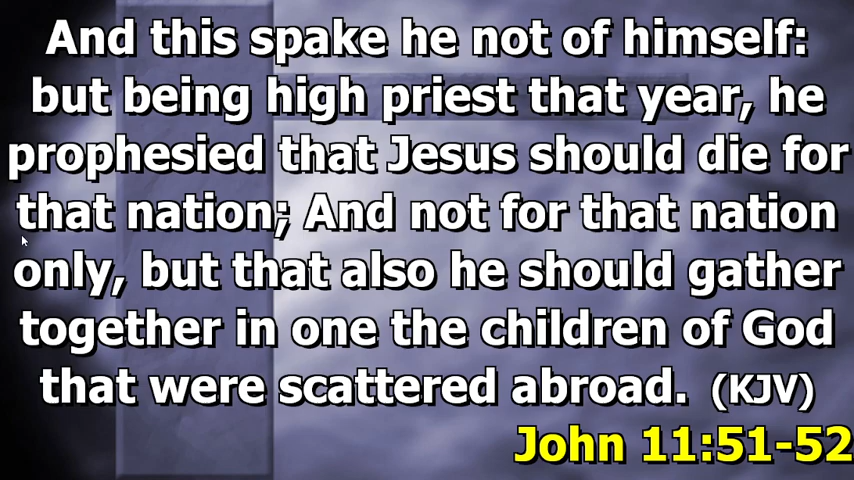 And this spake he not of himself:
but being high priest that year, he
prophesied that Jesus should die for
that nation; And not for that nation
only, but that also he should gather
together in one the children of God
that were scattered abroad. (KJV)
John 11:51-52